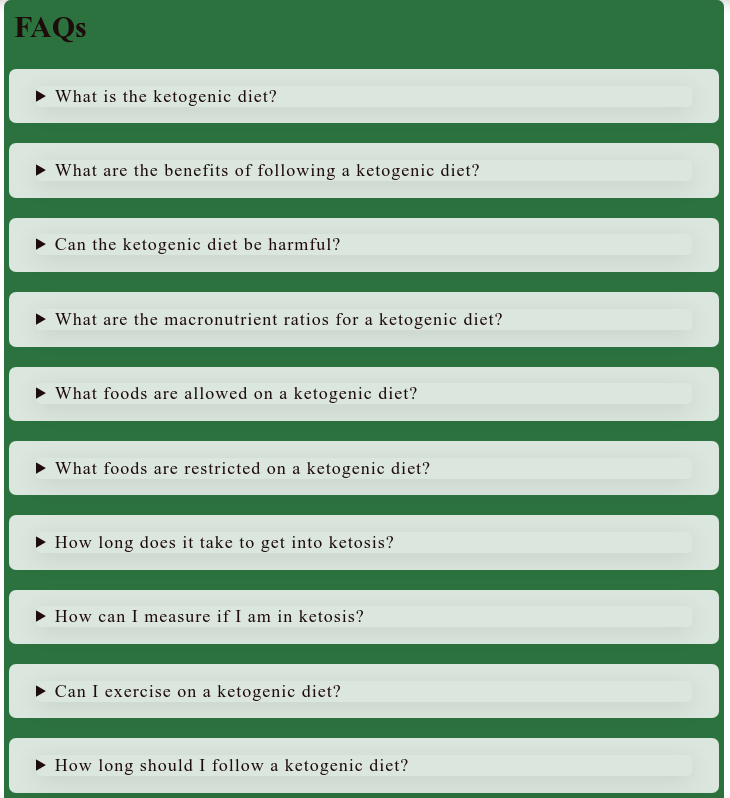 FAQs
What is the ketogenic diet?
What are the benefits of following a ketogenic diet?
Can the ketogenic diet be harmful?
What are the macronutrient ratios for a ketogenic diet?
What foods are allowed on a ketogenic diet?
What foods are restricted on a ketogenic diet?
How long does it take to get into ketosis?
How can I measure if I am in ketosis?
Can I exercise on a ketogenic diet?
How long should I follow a ketogenic diet?